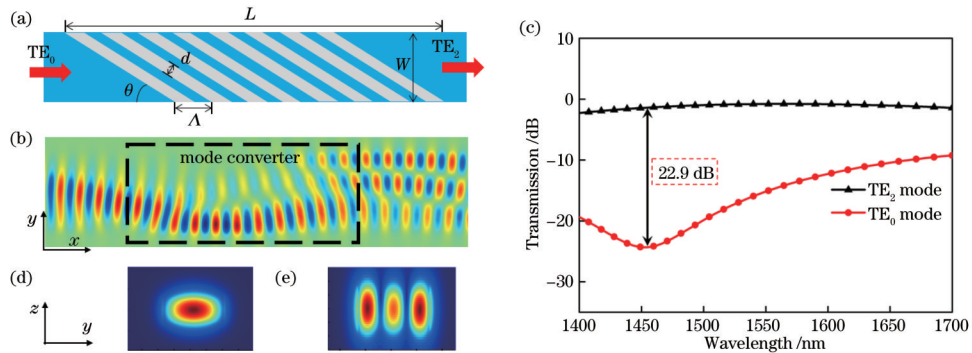 (a)
L
TE₀
d
W
TE₂
θ
Λ
(b)
mode converter
y
x
(d)
z
y
(e)
(c)
10
0
-10
-20
-30
Transmission /dB
22.9 dB
TE₂ mode
TE₀ mode
1400 1450 1500 1550 1600 1650 1700
Wavelength /nm